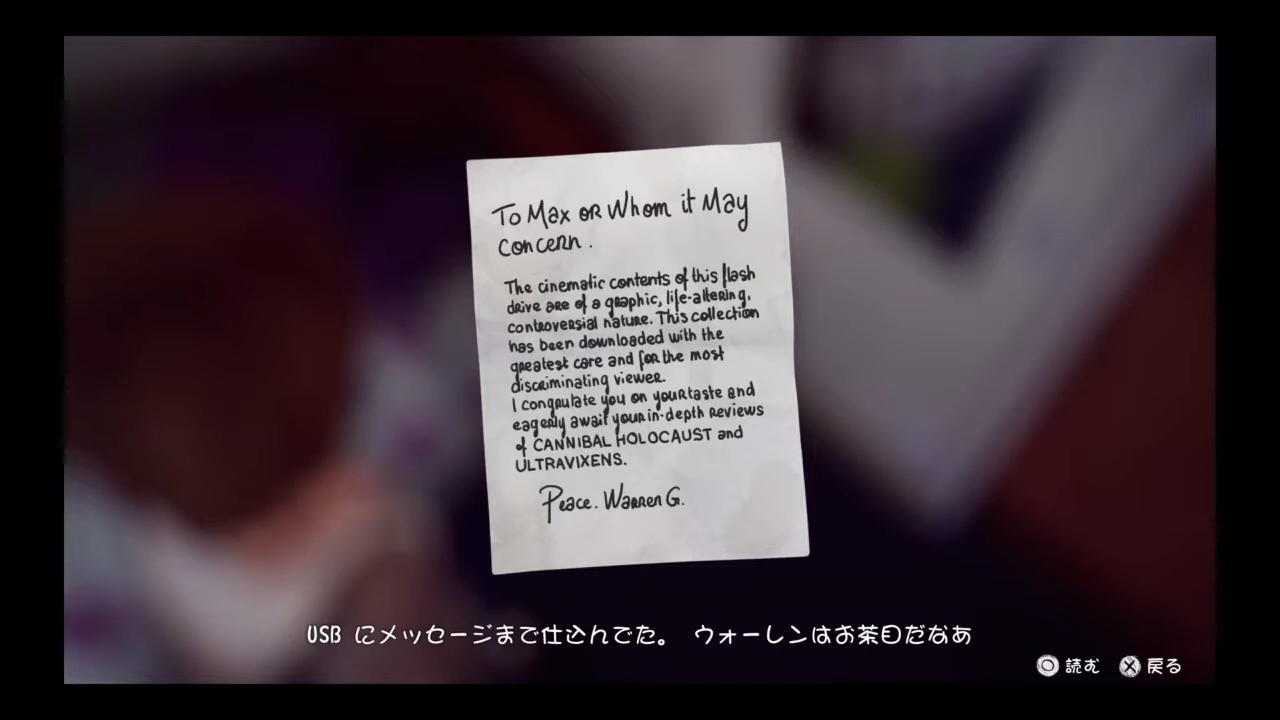 To Max or Whom it May
concern.
The cinematic contents of this flash
drive are of a graphic, life-altering,
controversial nature. This collection
has been downloaded with the
greatest care and for the most
discriminating viewer.
I congrulate you on your taste and
eagerly await your in-depth reviews
of CANNIBAL HOLOCAUST and
ULTRAVIXENS.
Peace. Warren G.
USB にメッセージまで仕込んでた。 ウォーレンはお茶目だなあ
読む 戻る